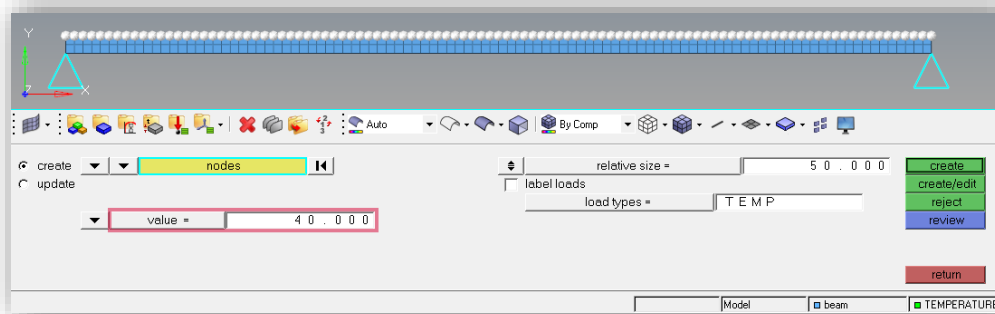 Y
Z X
Auto By Comp
create nodes relative size = 50.000 create
update label loads create/edit
load types = TEMP reject
value = 40.000 review
return
Model beam TEMPERATURE